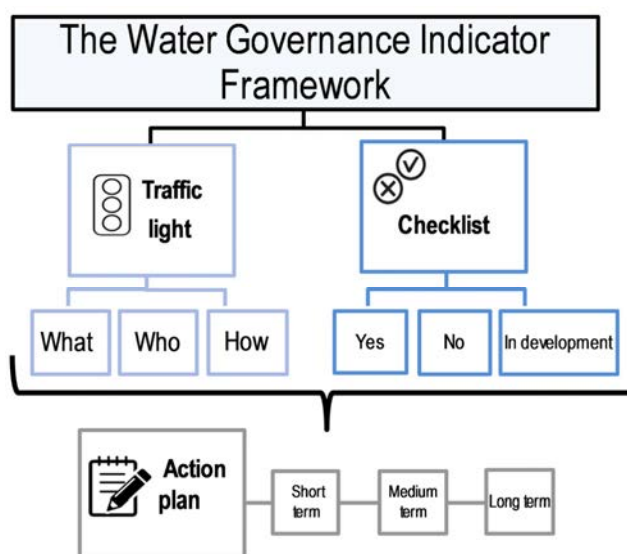 The Water Governance Indicator
Framework
Traffic
light
Checklist
What
Who
How
Yes
No
In development
Action
plan
Short
term
Medium
term
Long term